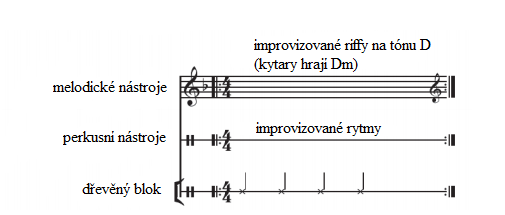 improvizované riffy na tónu D
(kytary hrají Dm)
melodické nástroje
improvizované rytmy
perkusní nástroje
dřevěný blok